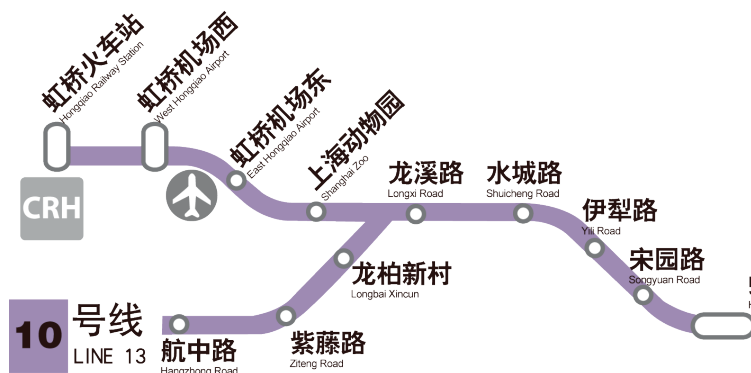 虹桥火车站
Hongqiao Railway Station
虹桥机场西
West Hongqiao Airport
虹桥机场东
East Hongqiao Airport
上海动物园
Shanghai Zoo
龙溪路
Longxi Road
水城路
Shuicheng Road
伊犁路
Yili Road
宋园路
Songyuan Road
CRH
龙柏新村
Longbai Xincun
紫藤路
Ziteng Road
航中路
Hangzhong Road
10
号线
LINE 13